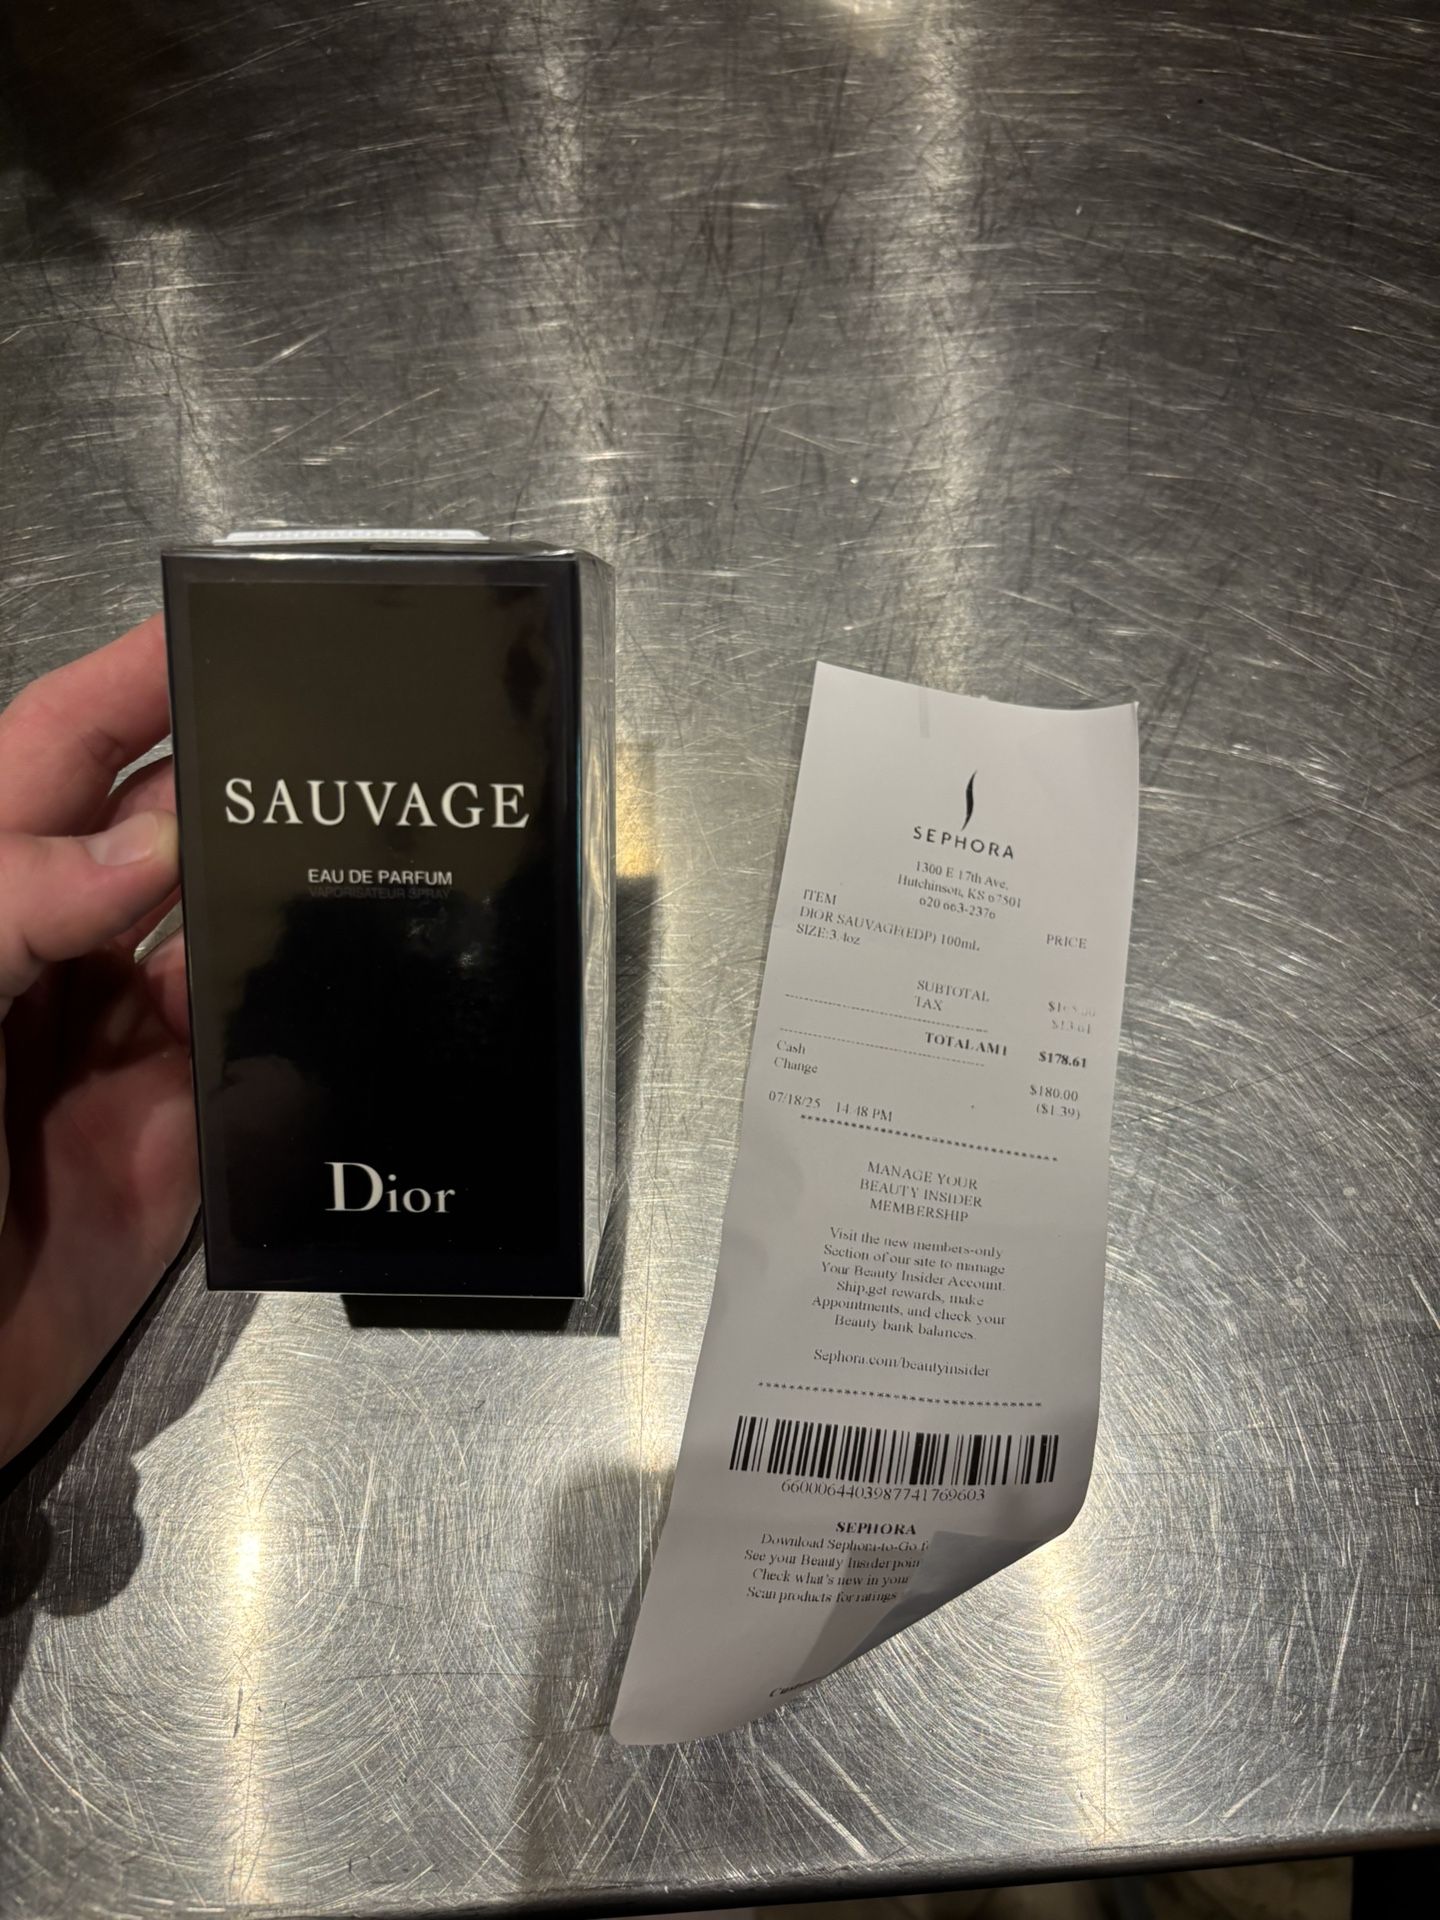 SAUVAGE
EAU DE PARFUM
VAPORISATEUR SPRAY
Dior
SEPHORA
1300 E 17th Ave.
Hutchinson, KS 67501
620 663-2376
ITEM PRICE
DIOR SAUVAGE(EDP) 100mL
SIZE:3.4oz
SUBTOTAL $165.00
TAX $13.61
TOTAL AMT $178.61
Cash $180.00
Change ($1.39)
07/18/25 14:48 PM
MANAGE YOUR
BEAUTY INSIDER
MEMBERSHIP
Visit the new members-only
Section of our site to manage
Your Beauty Insider Account.
Ship,get rewards, make
Appointments, and check your
Beauty bank balances.
Sephora.com/beautyinsider
6600064403987741769603
SEPHORA
Download Sephora-to-Go
See your Beauty Insider
Check what's new in your
Scan products for ratings